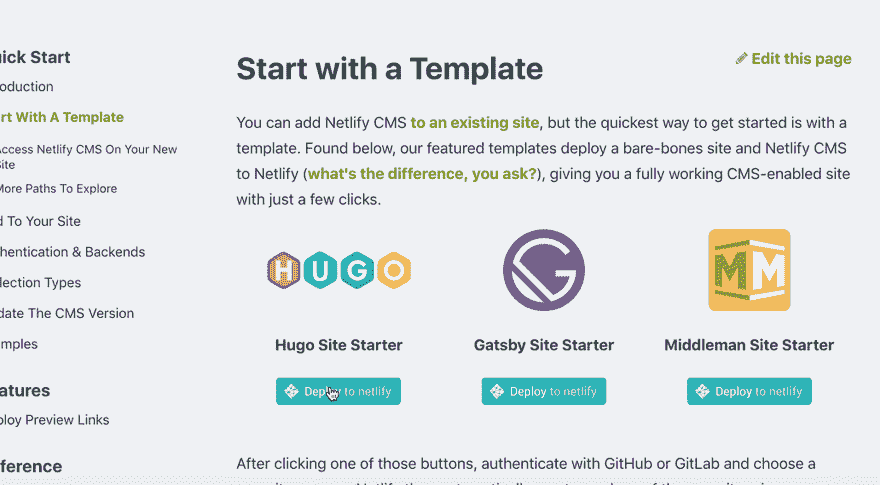 ick Start
oduction
rt With A Template
Access Netlify CMS On Your New
Site
More Paths To Explore
d To Your Site
hentication & Backends
lection Types
date The CMS Version
mples
atures
ploy Preview Links
ference
Start with a Template
Edit this page
You can add Netlify CMS to an existing site, but the quickest way to get started is with a
template. Found below, our featured templates deploy a bare-bones site and Netlify CMS
to Netlify (what's the difference, you ask?), giving you a fully working CMS-enabled site
with just a few clicks.
HUGO
G
MM
Hugo Site Starter
Gatsby Site Starter
Middleman Site Starter
Deploy to netlify
Deploy to netlify
Deploy to netlify
After clicking one of those buttons, authenticate with GitHub or GitLab and choose a